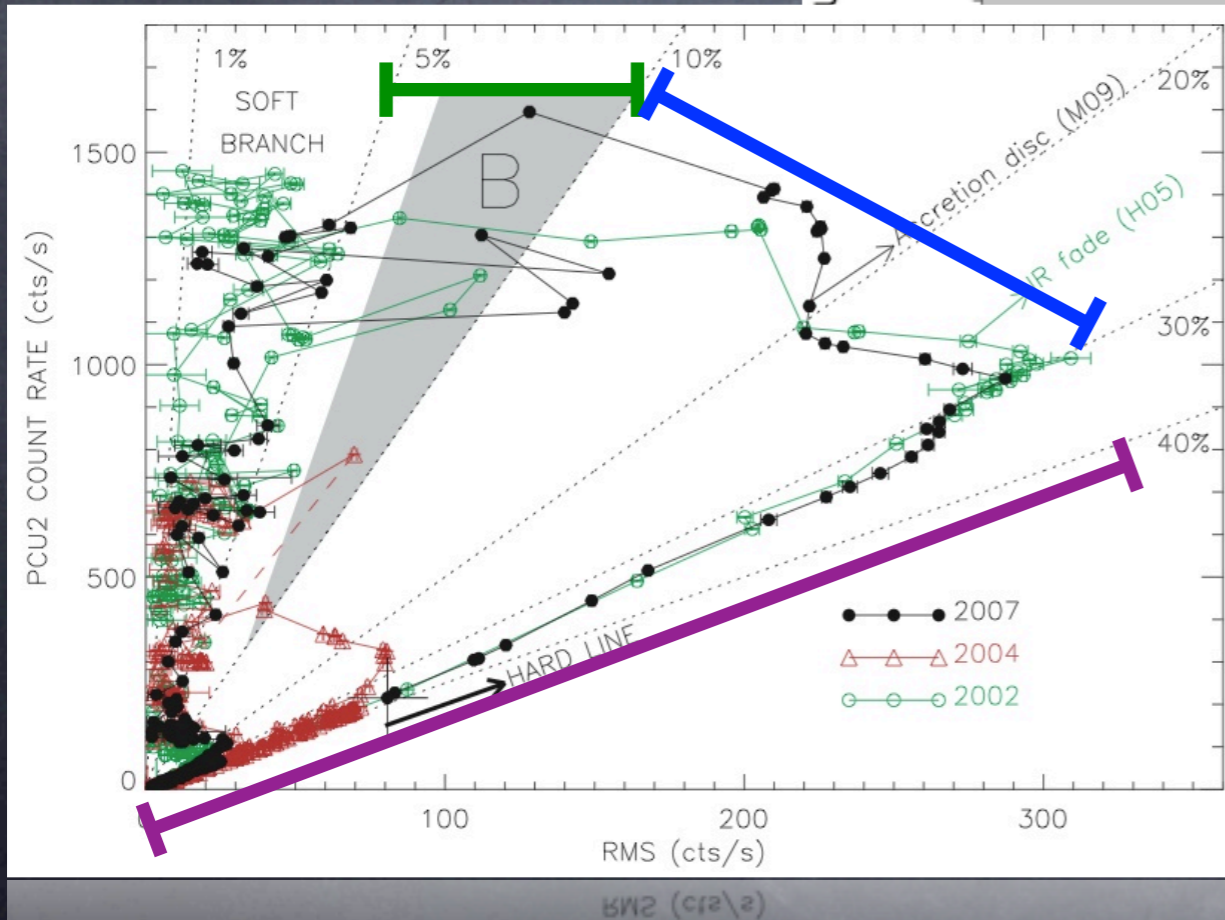 1%
5%
10%
20%
SOFT
BRANCH
B
Accretion disc (M09)
IR fade (H05)
30%
40%
HARD LINE
2007
2004
2002
1500
1000
500
0
100
200
300
PCU2 COUNT RATE (cts/s)
RMS (cts/s)
RMS (cts/s)